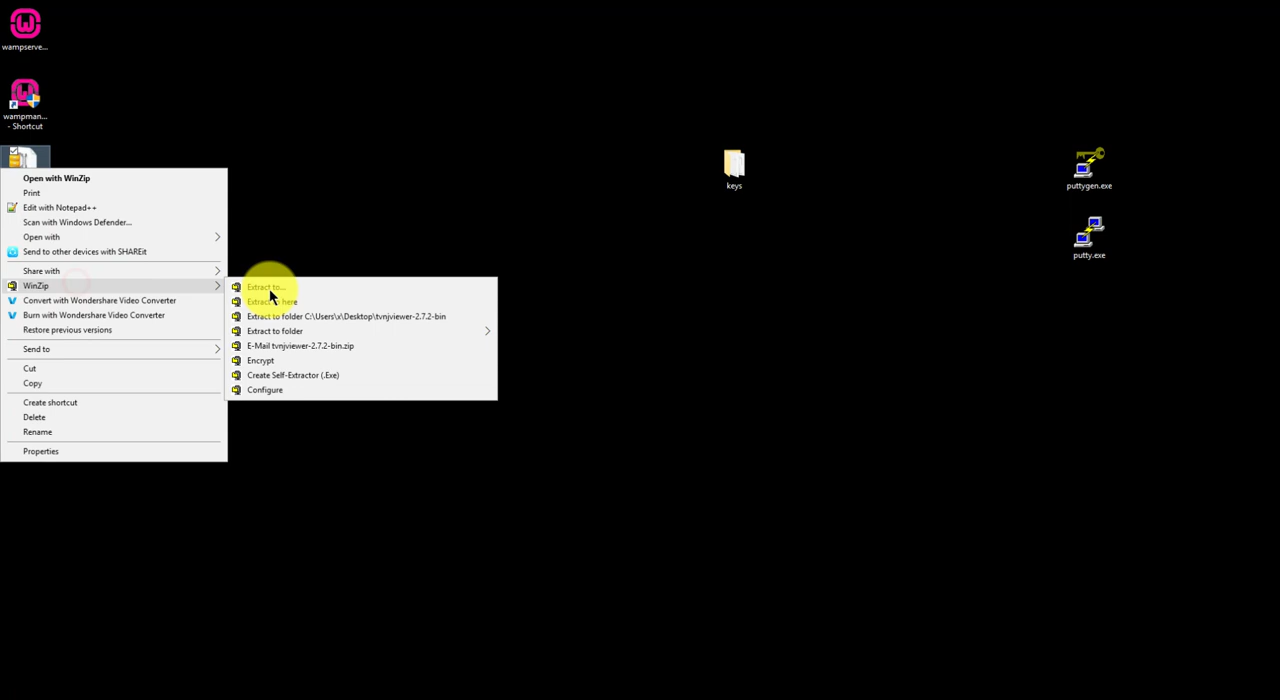 wampserve...
wampman...
- Shortcut
Open with WinZip
Print
Edit with Notepad++
Scan with Windows Defender...
Open with
Send to other devices with SHAREit
Share with
WinZip
Convert with Wondershare Video Converter
Burn with Wondershare Video Converter
Restore previous versions
Send to
Cut
Copy
Create shortcut
Delete
Rename
Properties
Extract to...
Extract to here
Extract to folder C:\Users\x\Desktop\tvnjviewer-2.7.2-bin
Extract to folder
E-Mail tvnjviewer-2.7.2-bin.zip
Encrypt
Create Self-Extractor (.Exe)
Configure
keys
puttygen.exe
putty.exe